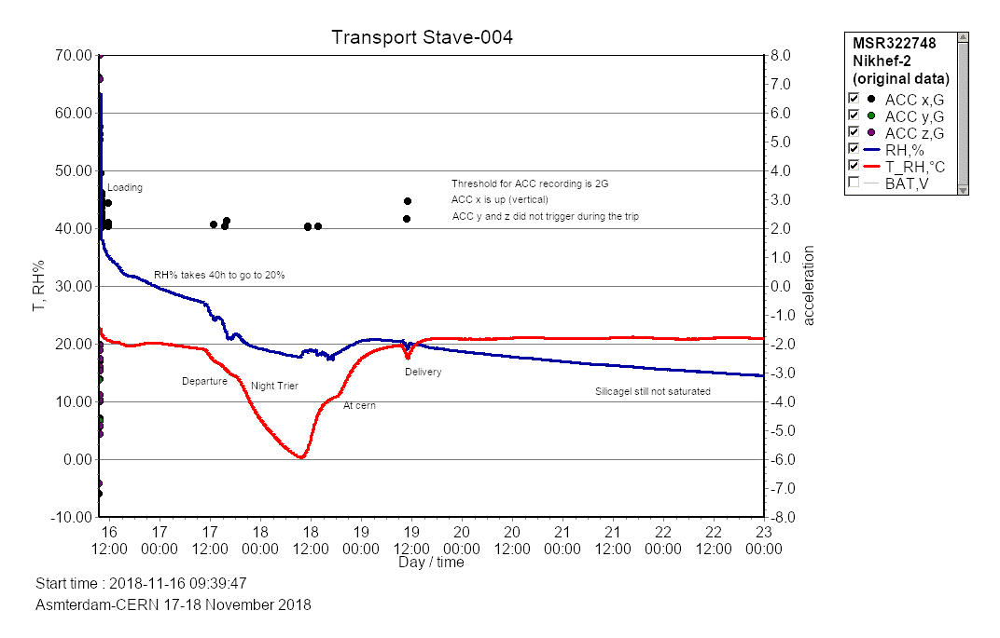 Transport Stave-004
70.00
60.00
50.00
40.00
30.00
20.00
10.00
0.00
-10.00
T, RH%
8.0
7.0
6.0
5.0
4.0
3.0
2.0
1.0
0.0
-1.0
-2.0
-3.0
-4.0
-5.0
-6.0
-7.0
-8.0
acceleration
Loading
Threshold for ACC recording is 2G
ACC x is up (vertical)
ACC y and z did not trigger during the trip
RH% takes 40h to go to 20%
Departure
Night Trier
At cern
Delivery
Silicagel still not saturated
16 17 17 18 18 19 19 20 20 21 21 22 22 23
12:00 00:00 12:00 00:00 12:00 00:00 12:00 00:00 12:00 00:00 12:00 00:00 12:00 00:00
Day / time
Start time : 2018-11-16 09:39:47
Asmterdam-CERN 17-18 November 2018
MSR322748
Nikhef-2
(original data)
ACC x,G
ACC y,G
ACC z,G
RH,%
T_RH,°C
BAT,V